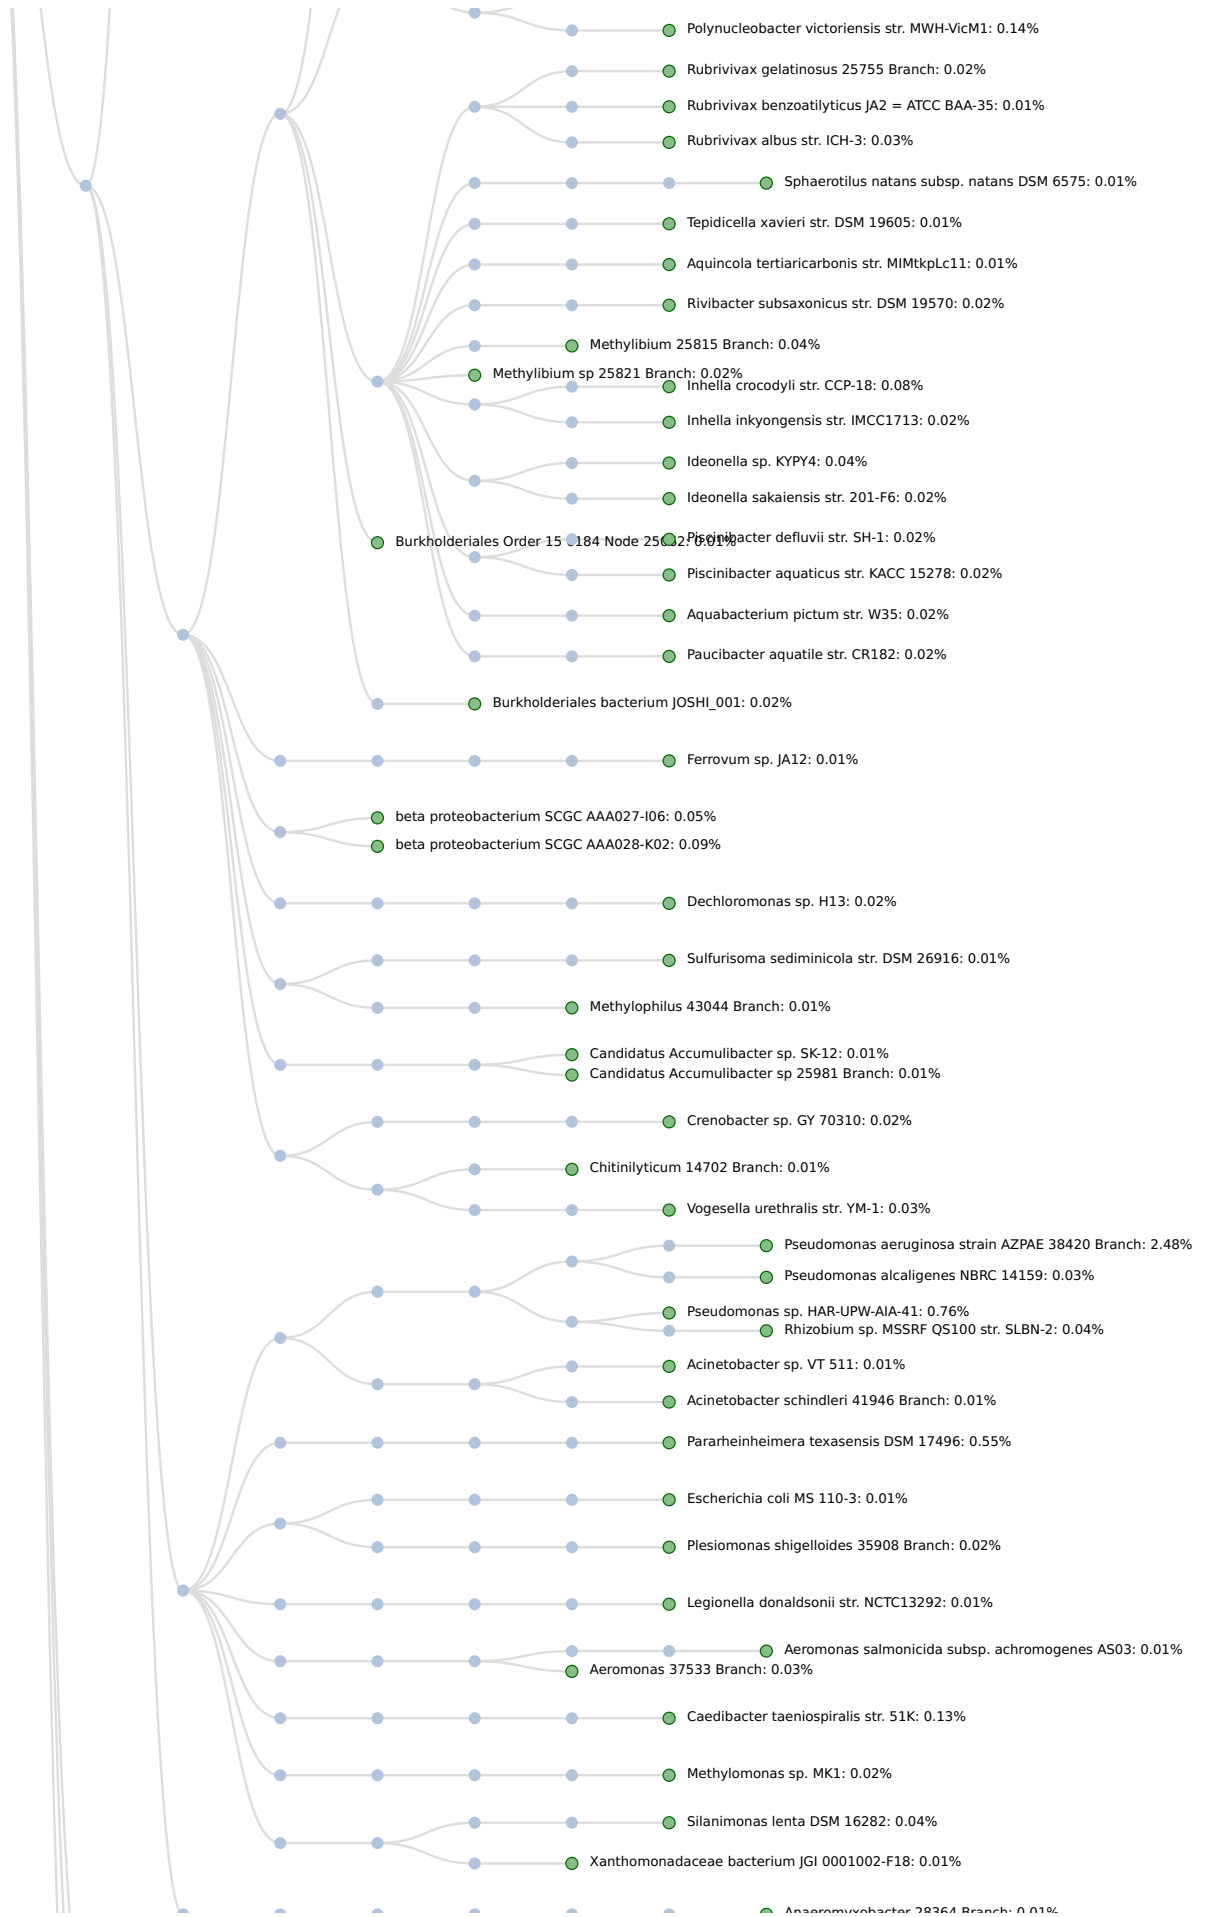 Polynucleobacter victoriensis str. MWH-VicM1: 0.14%
Rubrivivax gelatinosus 25755 Branch: 0.02%
Rubrivivax benzoatilyticus JA2 = ATCC BAA-35: 0.01%
Rubrivivax albus str. ICH-3: 0.03%
Sphaerotilus natans subsp. natans DSM 6575: 0.01%
Tepidicella xavieri str. DSM 19605: 0.01%
Aquincola tertiaricarbonis str. MIMtkpLc11: 0.01%
Rivibacter subsaxonicus str. DSM 19570: 0.02%
Methylibium 25815 Branch: 0.04%
Methylibium sp 25821 Branch: 0.02%
Inhella crocodyli str. CCP-18: 0.08%
Inhella inkyongensis str. IMCC1713: 0.02%
Ideonella sp. KYPY4: 0.04%
Ideonella sakaiensis str. 201-F6: 0.02%
Piscinibacter defluvii str. SH-1: 0.02%
Burkholderiales Order 15 Node 0.01%
Piscinibacter aquaticus str. KACC 15278: 0.02%
Aquabacterium pictum str. W35: 0.02%
Paucibacter aquatile str. CR182: 0.02%
Burkholderiales bacterium JOSHI_001: 0.02%
Ferrovum sp. JA12: 0.01%
beta proteobacterium SCGC AAA027-I06: 0.05%
beta proteobacterium SCGC AAA028-K02: 0.09%
Dechloromonas sp. H13: 0.02%
Sulfurisoma sediminicola str. DSM 26916: 0.01%
Methylophilus 43044 Branch: 0.01%
Candidatus Accumulibacter sp. SK-12: 0.01%
Candidatus Accumulibacter sp 25981 Branch: 0.01%
Crenobacter sp. GY 70310: 0.02%
Chitinilyticum 14702 Branch: 0.01%
Vogesella urethralis str. YM-1: 0.03%
Pseudomonas aeruginosa strain AZPAE 38420 Branch: 2.48%
Pseudomonas alcaligenes NBRC 14159: 0.03%
Pseudomonas sp. HAR-UPW-AIA-41: 0.76%
Rhizobium sp. MSSRF QS100 str. SLBN-2: 0.04%
Acinetobacter sp. VT 511: 0.01%
Acinetobacter schindleri 41946 Branch: 0.01%
Pararheinheimera texasensis DSM 17496: 0.55%
Escherichia coli MS 110-3: 0.01%
Plesiomonas shigelloides 35908 Branch: 0.02%
Legionella donaldsonii str. NCTC13292: 0.01%
Aeromonas salmonicida subsp. achromogenes AS03: 0.01%
Aeromonas 37533 Branch: 0.03%
Caedibacter taeniospiralis str. 51K: 0.13%
Methylomonas sp. MK1: 0.02%
Silanimonas lenta DSM 16282: 0.04%
Xanthomonadaceae bacterium JGI 0001002-F18: 0.01%
Anaeromyxobacter 28364 Branch: 0.01%